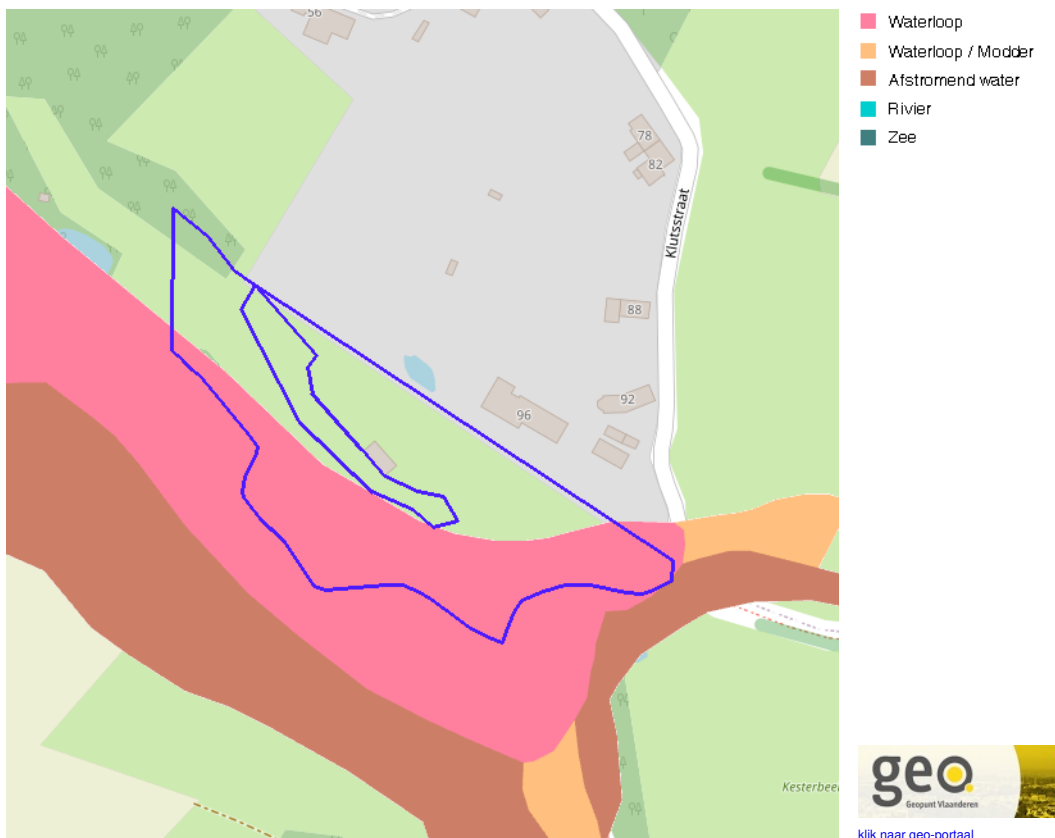 56
78
82
Klutsstraat
88
96
92
Kesterbee
Waterloop
Waterloop / Modder
Afstromend water
Rivier
Zee
geo
Geopunt Vlaanderen
klik naar geo-portaal